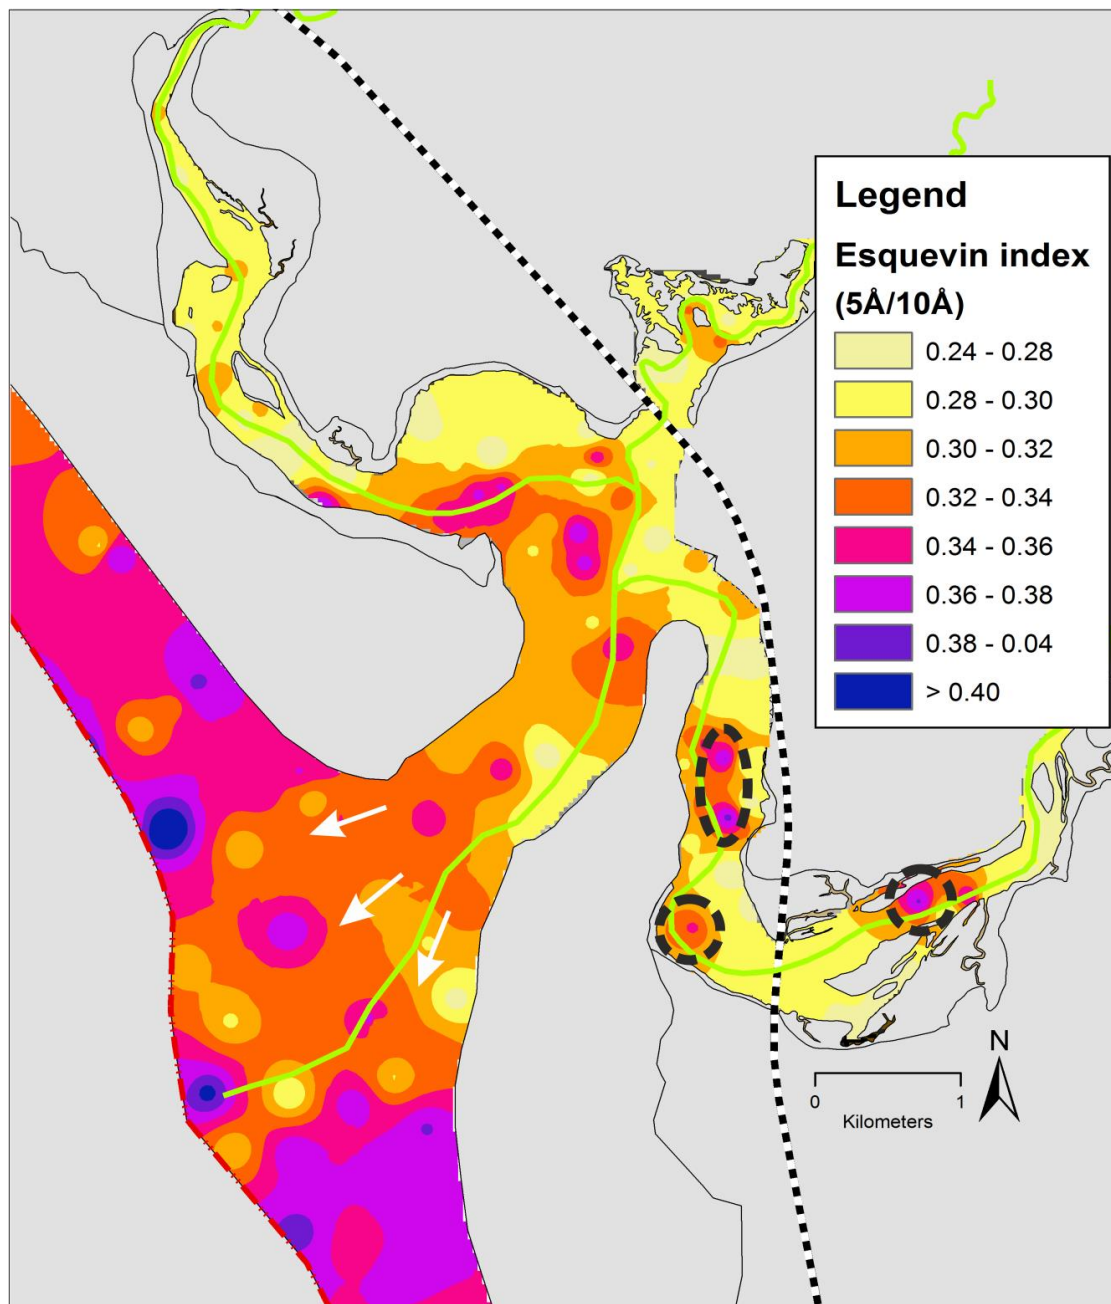 Legend
Esquevin index
(5Å/10Å)
0.24 - 0.28
0.28 - 0.30
0.30 - 0.32
0.32 - 0.34
0.34 - 0.36
0.36 - 0.38
0.38 - 0.04
> 0.40
N
0 1
Kilometers